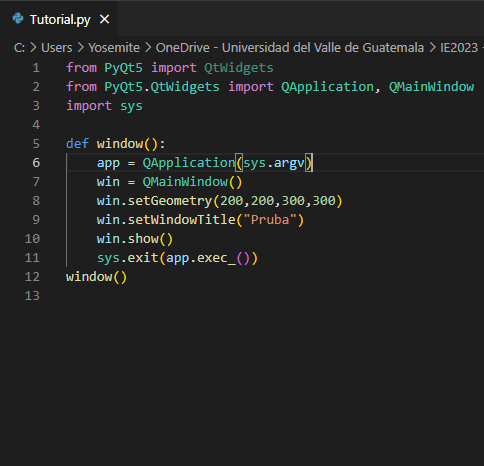 Tutorial.py ×
C: > Users > Yosemite > OneDrive - Universidad del Valle de Guatemala > IE2023 -
1 from PyQt5 import QtWidgets
2 from PyQt5.QtWidgets import QApplication, QMainWindow
3 import sys
4
5 def window():
6     app = QApplication(sys.argv)
7     win = QMainWindow()
8     win.setGeometry(200,200,300,300)
9     win.setWindowTitle("Pruba")
10     win.show()
11     sys.exit(app.exec_())
12 window()
13